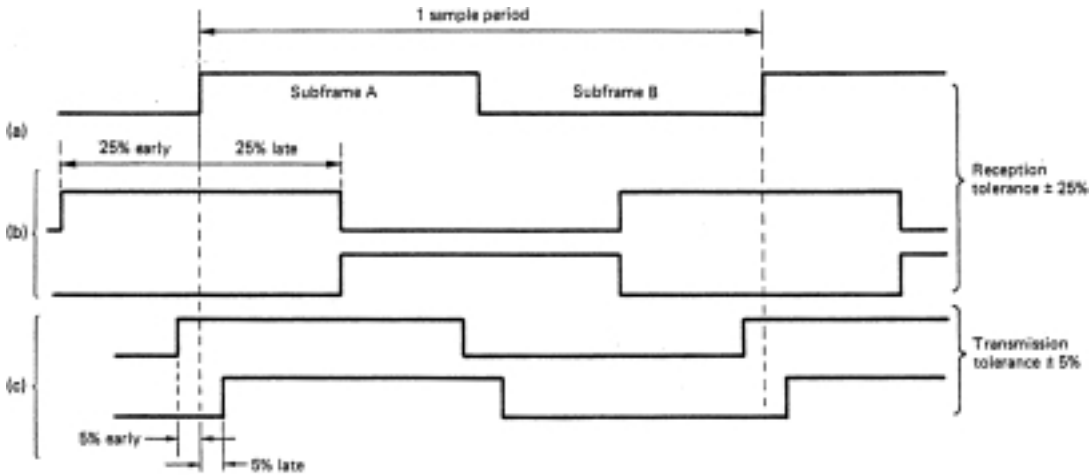 1 sample period
Subframe A
Subframe B
(a)
25% early
25% late
Reception
tolerance ± 25%
(b)
Transmission
tolerance ± 5%
(c)
5% early
5% late